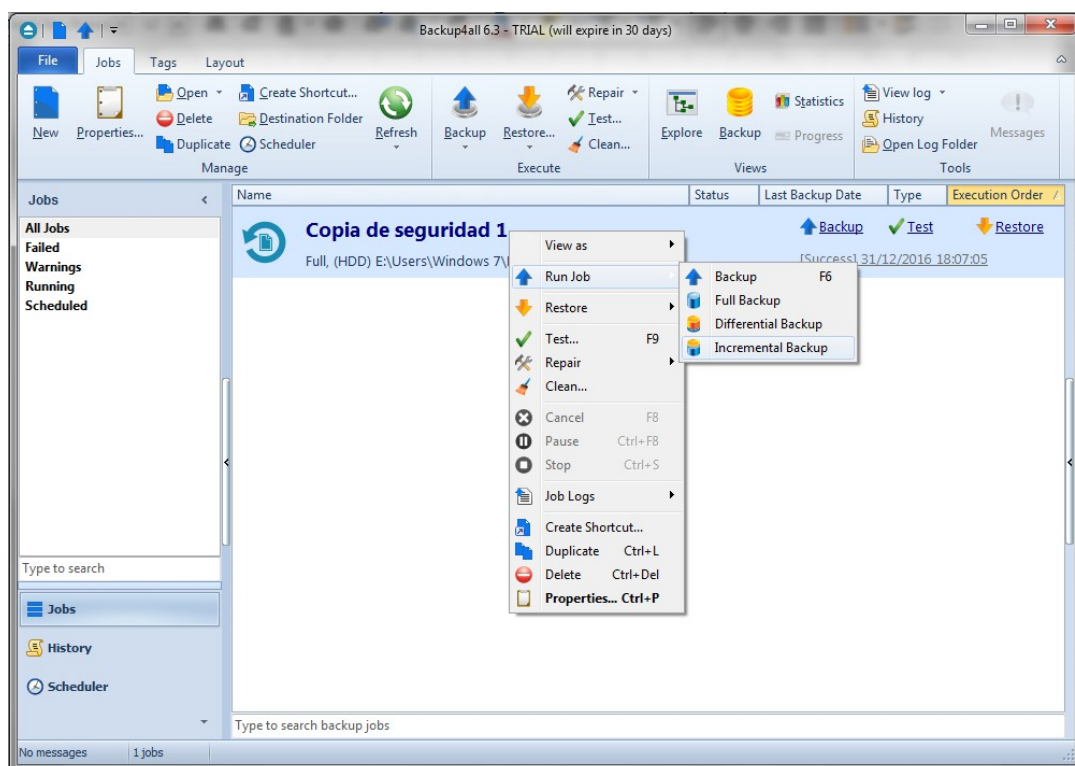 Backup4all 6.3 - TRIAL (will expire in 30 days)
File Jobs Tags Layout
New
Properties...
Open
Delete
Duplicate
Create Shortcut...
Destination Folder
Scheduler
Refresh
Manage
Backup
Restore...
Repair
Test...
Clean...
Execute
Explore
Backup
Statistics
Progress
Views
View log
History
Open Log Folder
Messages
Tools
Jobs
All Jobs
Failed
Warnings
Running
Scheduled
Type to search
Jobs
History
Scheduler
Name Status Last Backup Date Type Execution Order
Copia de seguridad 1
Full, (HDD) E:\Users\Windows 7\
Backup Test Restore
[Success] 31/12/2016 18:07:05
View as
Run Job
Restore
Test... F9
Repair
Clean...
Cancel F8
Pause Ctrl+F8
Stop Ctrl+S
Job Logs
Create Shortcut...
Duplicate Ctrl+L
Delete Ctrl+Del
Properties... Ctrl+P
Backup F6
Full Backup
Differential Backup
Incremental Backup
Type to search backup jobs
No messages 1 jobs